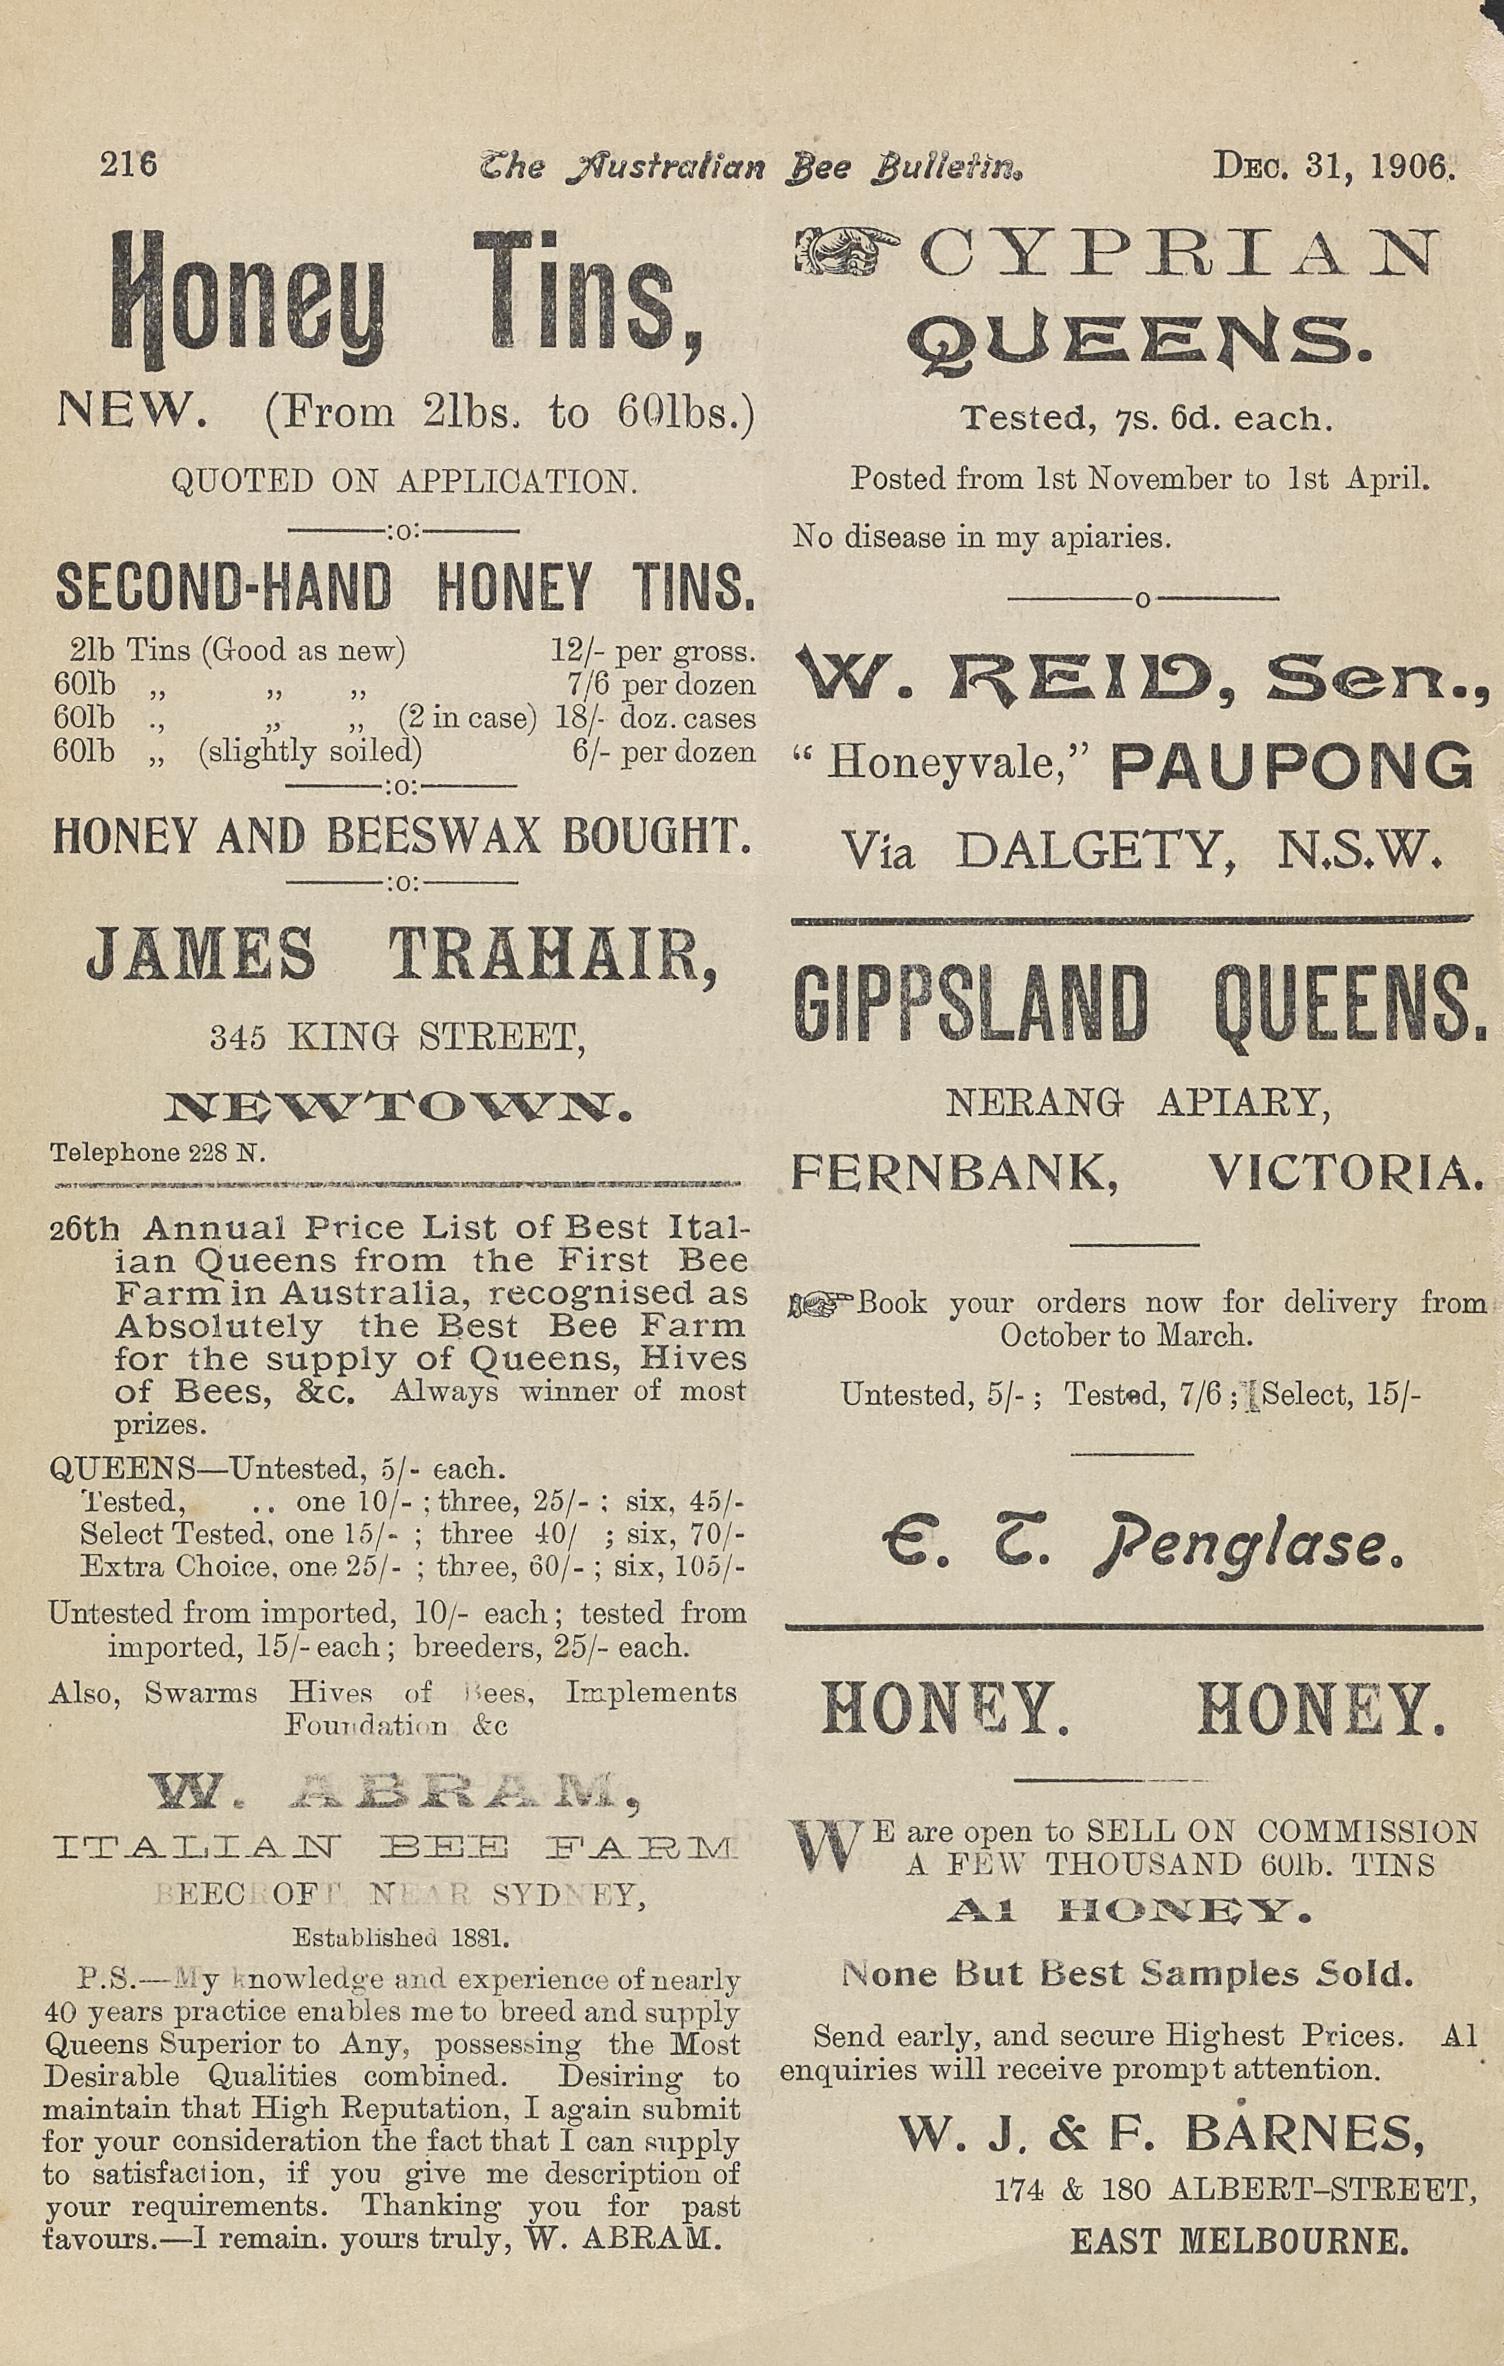 216 The Australian Bee Bulletin. DEC. 31, 1906.
Honey Tins,
NEW. (From 2lbs. to 60lbs.)
QUOTED ON APPLICATION.
:o:
SECOND-HAND HONEY TINS.
2lb Tins (Good as new) 12/- per gross.
60lb ,, ,, ,, 7/6 per dozen
60lb ., ,, ,, (2 in case) 18/- doz. cases
60lb ,, (slightly soiled) 6/- per dozen
:o:
HONEY AND BEESWAX BOUGHT.
:o:
JAMES TRAHAIR,
345 KING STREET,
NEWTOWN.
Telephone 228 N.
26th Annual Price List of Best Ital-
ian Queens from the First Bee
Farm in Australia, recognised as
Absolutely the Best Bee Farm
for the supply of Queens, Hives
of Bees, &c. Always winner of most
prizes.
QUEENS—Untested, 5/- each.
Tested, .. one 10/- ; three, 25/- ; six, 45/-
Select Tested, one 15/- ; three 40/ ; six, 70/-
Extra Choice, one 25/- ; three, 60/- ; six, 105/-
Untested from imported, 10/- each ; tested from
imported, 15/- each ; breeders, 25/- each.
Also, Swarms Hives of Bees, Implements
Foundation &c
W. ABRAM,
ITALIAN BEE FARM
BEECROFT, NEAR SYDNEY,
Established 1881.
P.S.—My knowledge and experience of nearly
40 years practice enables me to breed and supply
Queens Superior to Any, possessing the Most
Desirable Qualities combined. Desiring to
maintain that High Reputation, I again submit
for your consideration the fact that I can supply
to satisfaction, if you give me description of
your requirements. Thanking you for past
favours.—I remain. yours truly, W. ABRAM.
CYPRIAN
QUEENS.
Tested, 7s. 6d. each.
Posted from 1st November to 1st April.
No disease in my apiaries.
o
W. REID, Sen.,
“ Honeyvale,” PAUPONG
Via DALGETY, N.S.W.
GIPPSLAND QUEENS.
NERANG APIARY,
FERNBANK, VICTORIA.
Book your orders now for delivery from
October to March.
Untested, 5/- ; Tested, 7/6 ; Select, 15/-
E. T. Penglase.
HONEY. HONEY.
WE are open to SELL ON COMMISSION
A FEW THOUSAND 60lb. TINS
A1 HONEY.
None But Best Samples Sold.
Send early, and secure Highest Prices. Al
enquiries will receive prompt attention.
W. J. & F. BARNES,
174 & 180 ALBERT-STREET,
EAST MELBOURNE.